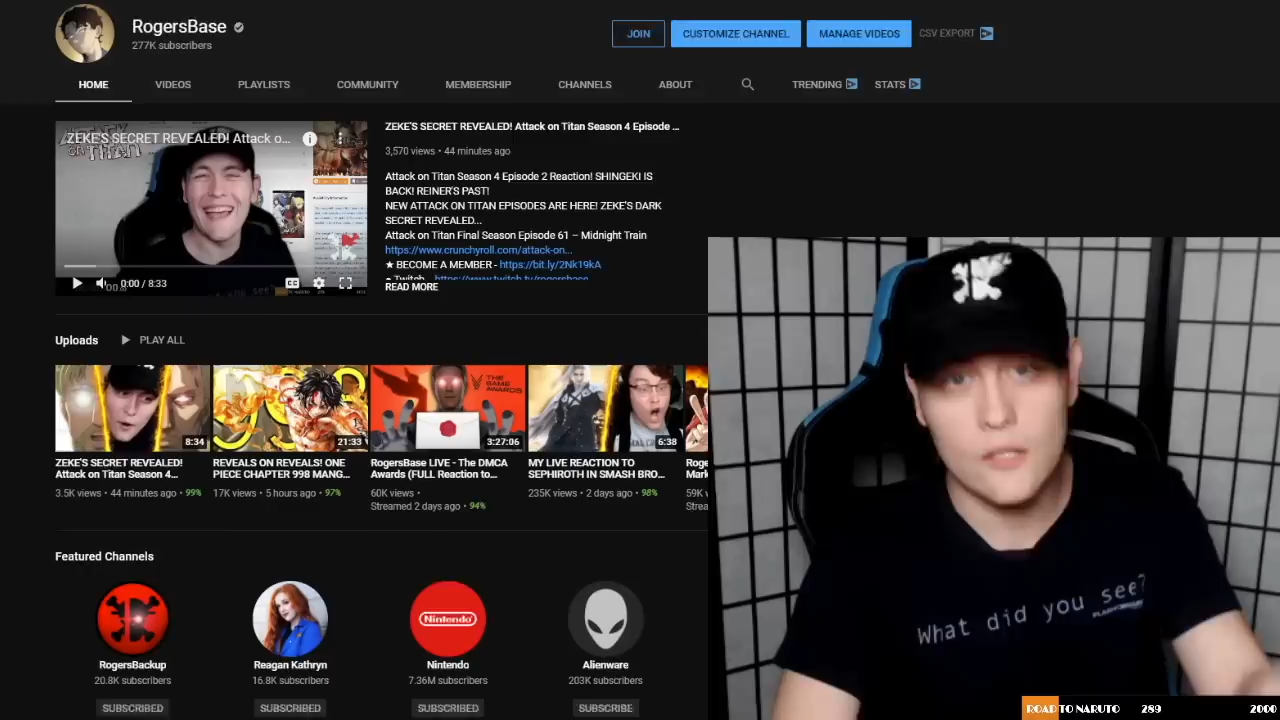 RogersBase
277K subscribers
JOIN
CUSTOMIZE CHANNEL
MANAGE VIDEOS
CSV EXPORT
HOME
VIDEOS
PLAYLISTS
COMMUNITY
MEMBERSHIP
CHANNELS
ABOUT
TRENDING
STATS
ZEKE'S SECRET REVEALED! Attack o...
ATTACK ON TITAN
0:00 / 8:33
ZEKE'S SECRET REVEALED! Attack on Titan Season 4 Episode ...
3,570 views • 44 minutes ago
Attack on Titan Season 4 Episode 2 Reaction! SHINGEKI IS
BACK! REINER'S PAST!
NEW ATTACK ON TITAN EPISODES ARE HERE! ZEKE'S DARK
SECRET REVEALED...
Attack on Titan Final Season Episode 61 – Midnight Train
https://www.crunchyroll.com/attack-on...
★ BECOME A MEMBER - https://bit.ly/2Nk19kA
READ MORE
Uploads
PLAY ALL
8:34
21:33
THE GAME AWARDS
3:27:06
6:38
ZEKE'S SECRET REVEALED!
Attack on Titan Season 4...
3.5K views • 44 minutes ago • 99%
REVEALS ON REVEALS! ONE
PIECE CHAPTER 998 MANG...
17K views • 5 hours ago • 97%
RogersBase LIVE - The DMCA
Awards (FULL Reaction to...
60K views •
Streamed 2 days ago • 94%
MY LIVE REACTION TO
SEPHIROTH IN SMASH BRO...
235K views • 2 days ago • 98%
Roge
Mark
59K v
Strea
Featured Channels
Nintendo
RogersBackup
20.8K subscribers
SUBSCRIBED
Reagan Kathryn
16.8K subscribers
SUBSCRIBED
Nintendo
7.36M subscribers
SUBSCRIBED
Alienware
203K subscribers
SUBSCRIBE
What did you see?
ROAD TO NARUTO 289 2000